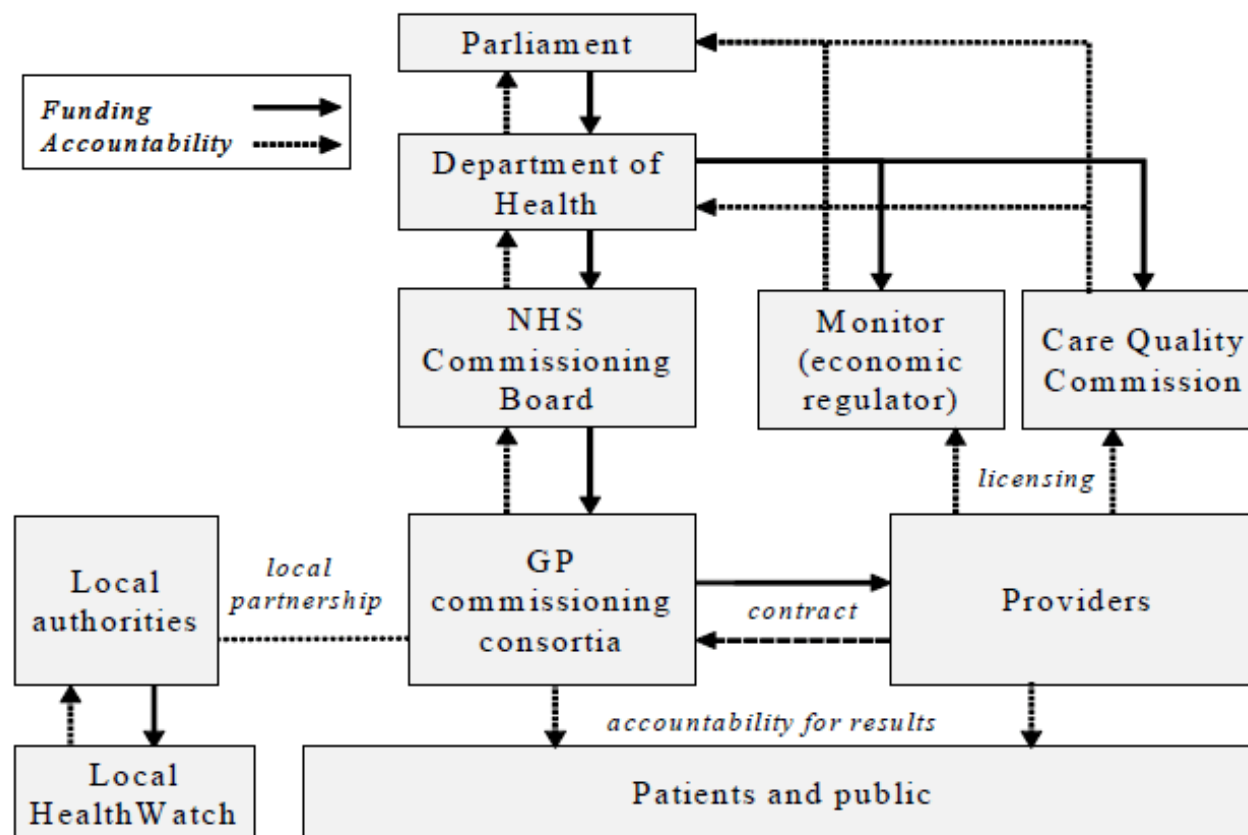 Parliament
Funding
Accountability
Department of
Health
NHS
Commissioning
Board
Monitor
(economic
regulator)
Care Quality
Commission
licensing
Local
authorities
local
partnership
GP
commissioning
consortia
contract
Providers
accountability for results
Local
HealthWatch
Patients and public